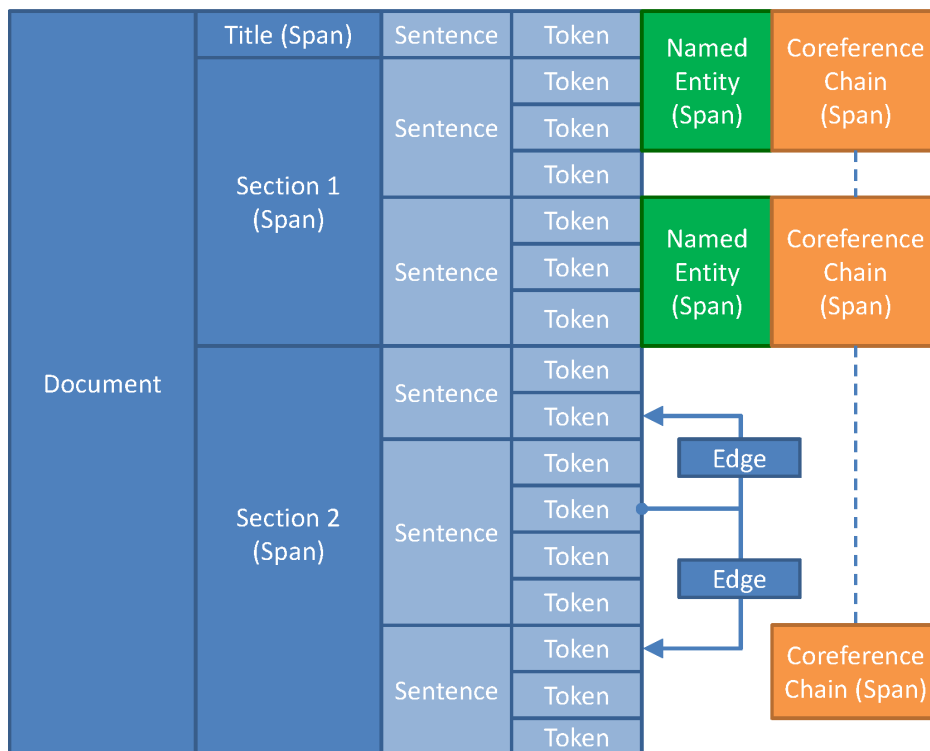 Title (Span)
Sentence
Token
Named
Entity
(Span)
Coreference
Chain
(Span)
Token
Sentence
Token
Token
Section 1
(Span)
Token
Named
Entity
(Span)
Coreference
Chain
(Span)
Sentence
Token
Token
Document
Token
Sentence
Token
Edge
Token
Section 2
(Span)
Sentence
Token
Token
Edge
Token
Token
Coreference
Chain (Span)
Sentence
Token
Token